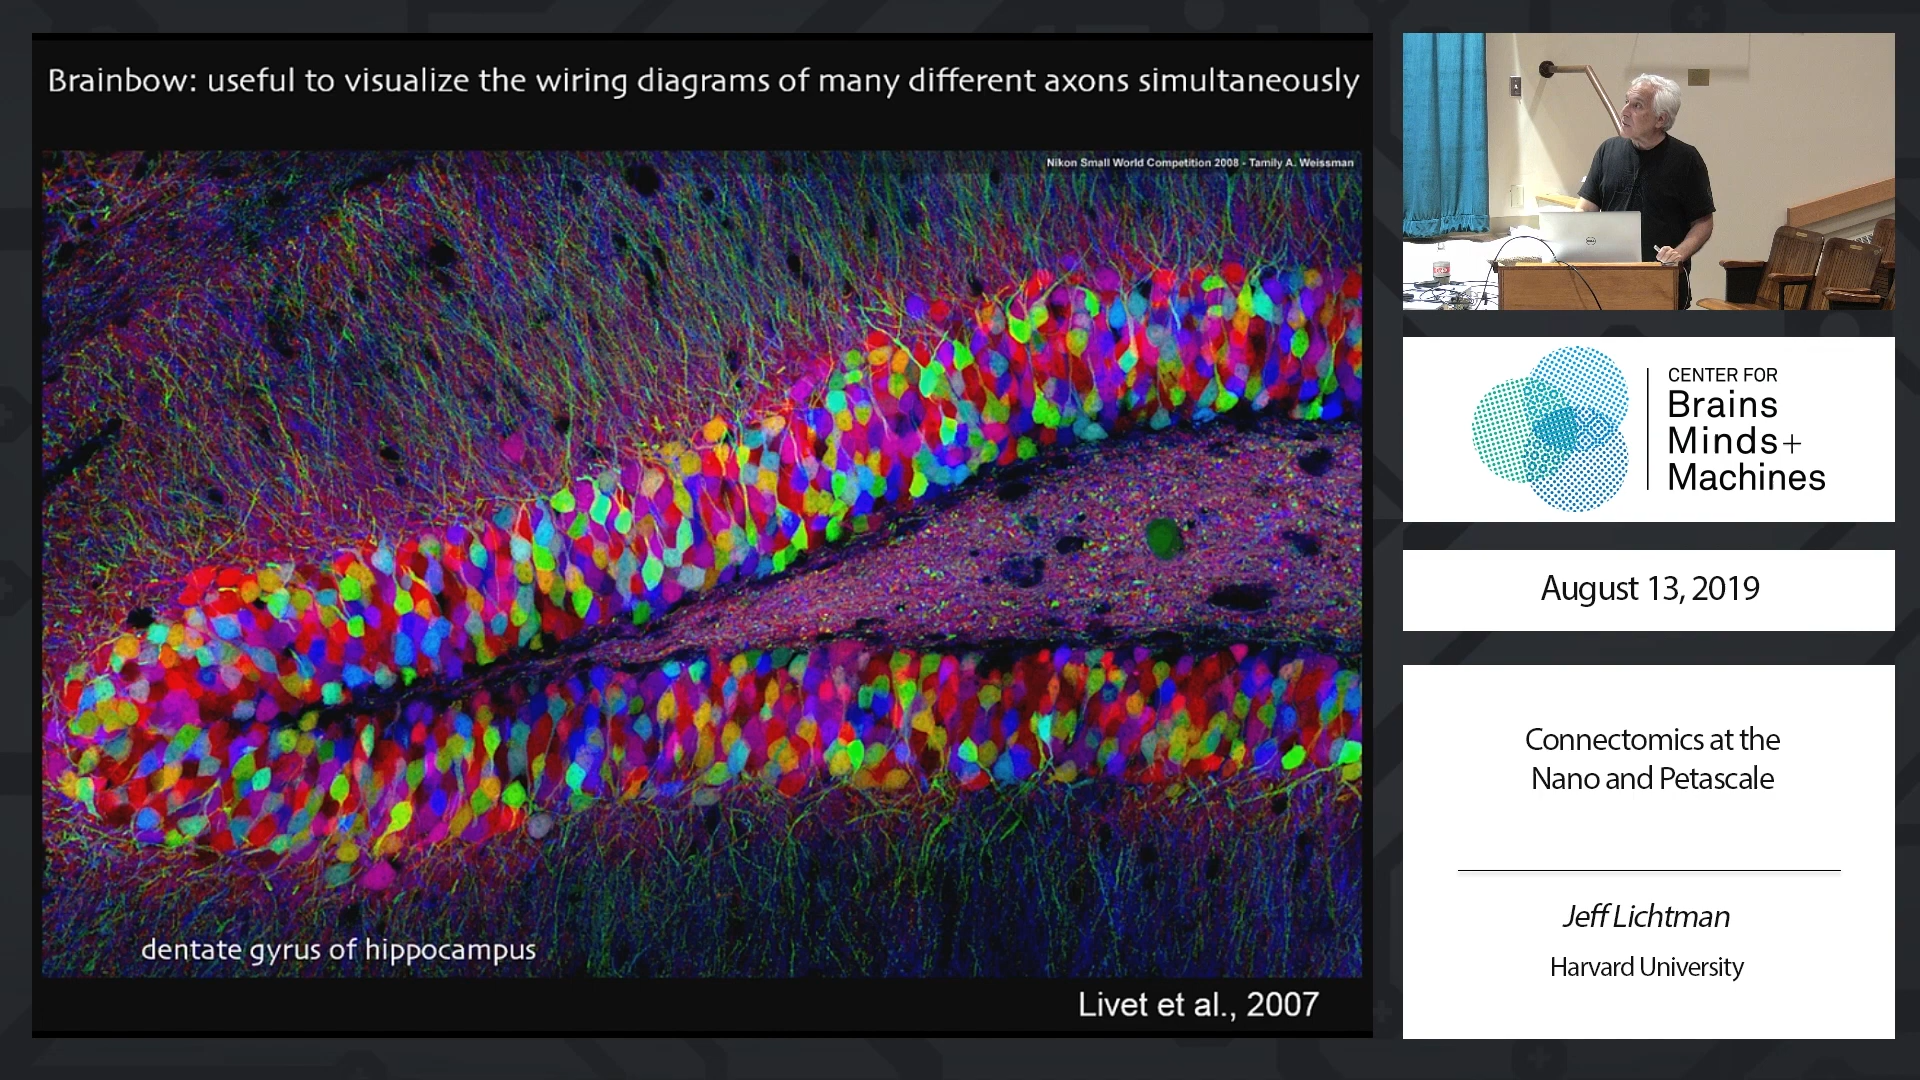 Brainbow: useful to visualize the wiring diagrams of many different axons simultaneously
Nikon Small World Competition 2008 - Tamily A. Weissman
dentate gyrus of hippocampus
Livet et al., 2007
CENTER FOR
Brains
Minds+
Machines
August 13, 2019
Connectomics at the
Nano and Petascale
Jeff Lichtman
Harvard University